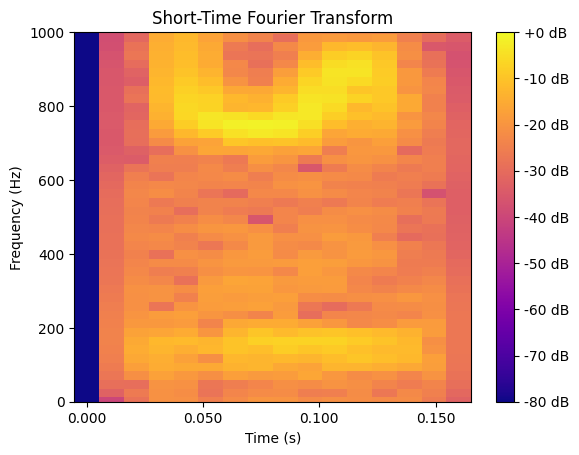 Short-Time Fourier Transform
1000
800
600
400
200
0
Frequency (Hz)
0.000
0.050
0.100
0.150
Time (s)
+0 dB
-10 dB
-20 dB
-30 dB
-40 dB
-50 dB
-60 dB
-70 dB
-80 dB